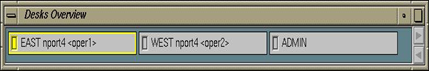 Desks Overview
EAST nport4 <oper1> WEST nport4 <oper2> ADMIN